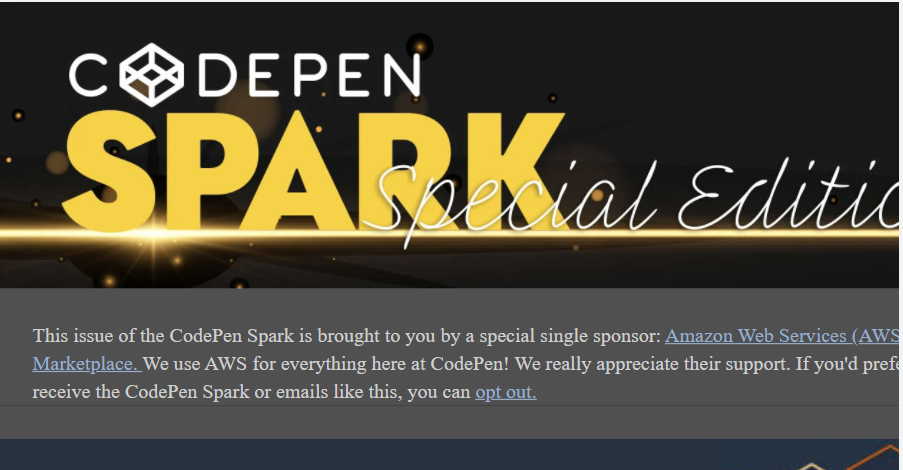 CODEPEN
SPARK
Special Editio
This issue of the CodePen Spark is brought to you by a special single sponsor: Amazon Web Services (AWS
Marketplace. We use AWS for everything here at CodePen! We really appreciate their support. If you'd prefe
receive the CodePen Spark or emails like this, you can opt out.